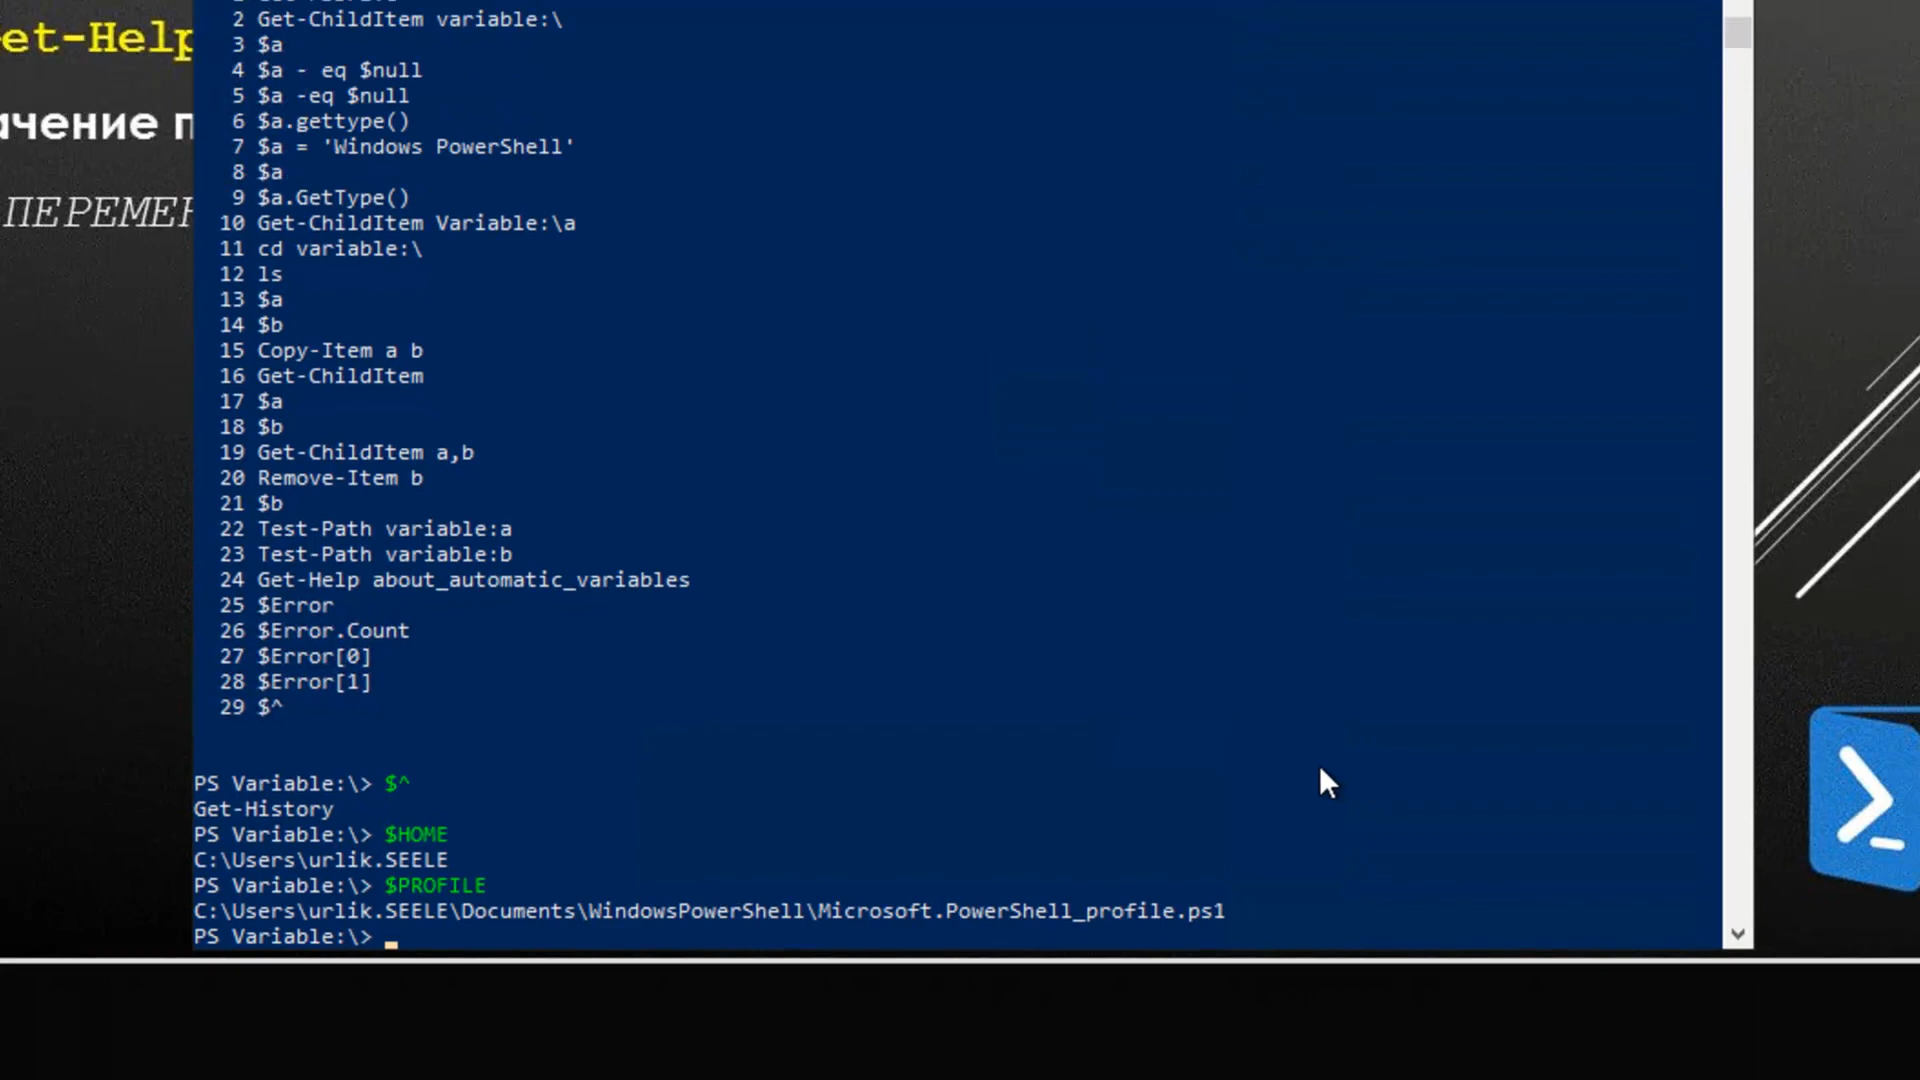 et-Help
ачение п
ПЕРЕМЕН
2 Get-ChildItem variable:\
3 $a
4 $a - eq $null
5 $a -eq $null
6 $a.gettype()
7 $a = 'Windows PowerShell'
8 $a
9 $a.GetType()
10 Get-ChildItem Variable:\a
11 cd variable:\
12 ls
13 $a
14 $b
15 Copy-Item a b
16 Get-ChildItem
17 $a
18 $b
19 Get-ChildItem a,b
20 Remove-Item b
21 $b
22 Test-Path variable:a
23 Test-Path variable:b
24 Get-Help about_automatic_variables
25 $Error
26 $Error.Count
27 $Error[0]
28 $Error[1]
29 $^
PS Variable:\> $^
Get-History
PS Variable:\> $HOME
C:\Users\urlik.SEELE
PS Variable:\> $PROFILE
C:\Users\urlik.SEELE\Documents\WindowsPowerShell\Microsoft.PowerShell_profile.ps1
PS Variable:\>